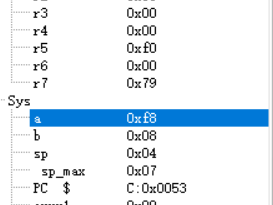 r3 0x00
r4 0x00
r5 0xf0
r6 0x00
r7 0x79
Sys
a 0xf8
b 0x08
sp 0x04
sp_max 0x07
PC $ C:0x0053